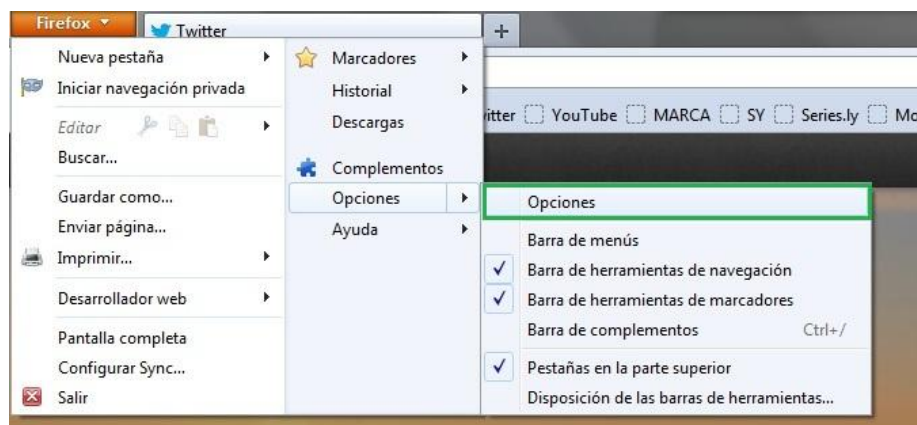 Firefox
Twitter
+
Nueva pestaña
Iniciar navegación privada
Editar
Buscar...
Guardar como...
Enviar página...
Imprimir...
Desarrollador web
Pantalla completa
Configurar Sync...
Salir
Marcadores
Historial
Descargas
Complementos
Opciones
Ayuda
itter YouTube MARCA SY Series.ly Mo
Opciones
Barra de menús
Barra de herramientas de navegación
Barra de herramientas de marcadores
Barra de complementos Ctrl+/
Pestañas en la parte superior
Disposición de las barras de herramientas...